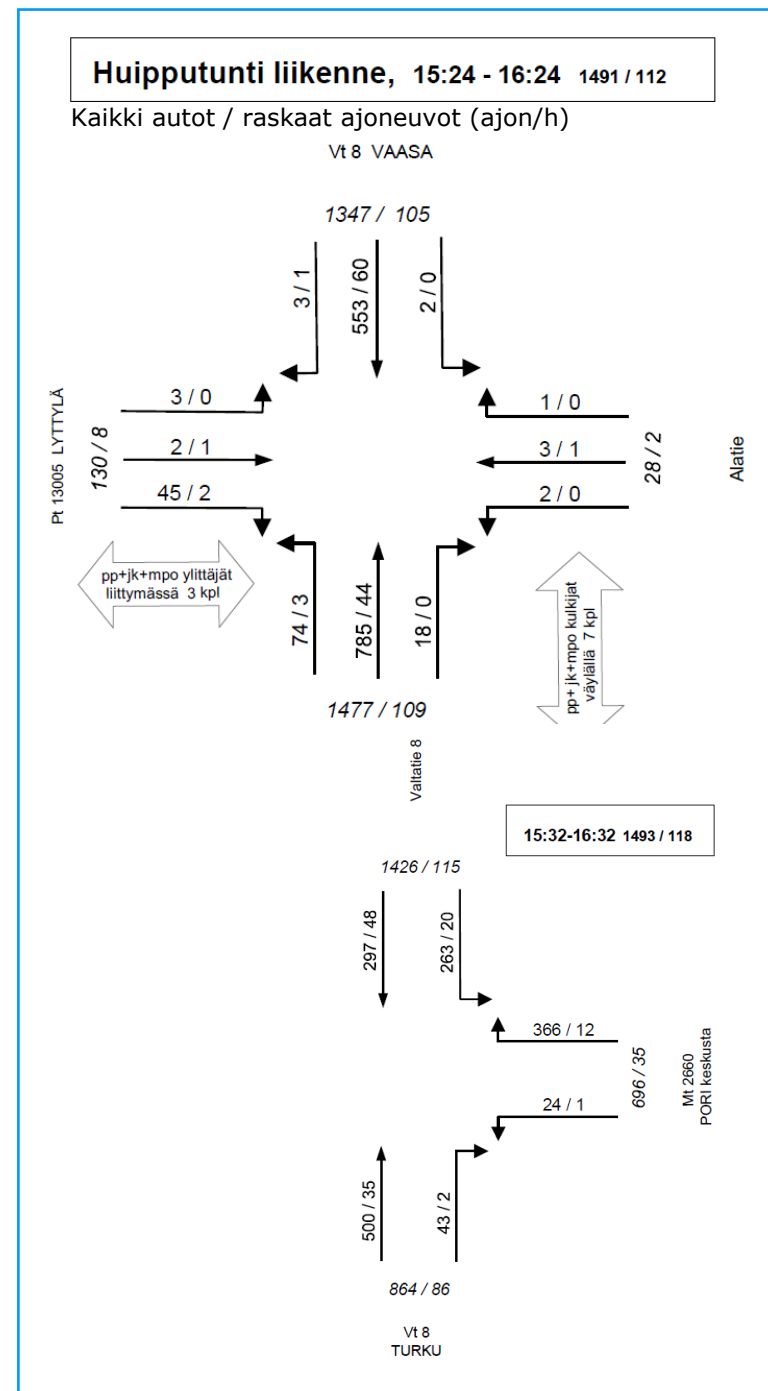 Huipputunti liikenne, 15:24 - 16:24 1491 / 112
Kaikki autot / raskaat ajoneuvot (ajon/h)
Vt 8 VAASA
1347 / 105
3 / 1
553 / 60
2 / 0
Pt 13005 LYTTYLÄ
130 / 8
3 / 0
2 / 1
45 / 2
1 / 0
3 / 1
2 / 0
28 / 2
Alatie
pp+jk+mpo ylittäjät
liittymässä 3 kpl
74 / 3
785 / 44
18 / 0
pp+ jk+mpo kulkijat
väylällä 7 kpl
1477 / 109
Valtatie 8
15:32-16:32 1493 / 118
1426 / 115
297 / 48
263 / 20
366 / 12
24 / 1
696 / 35
Mt 2660
PORI keskusta
500 / 35
43 / 2
864 / 86
Vt 8
TURKU